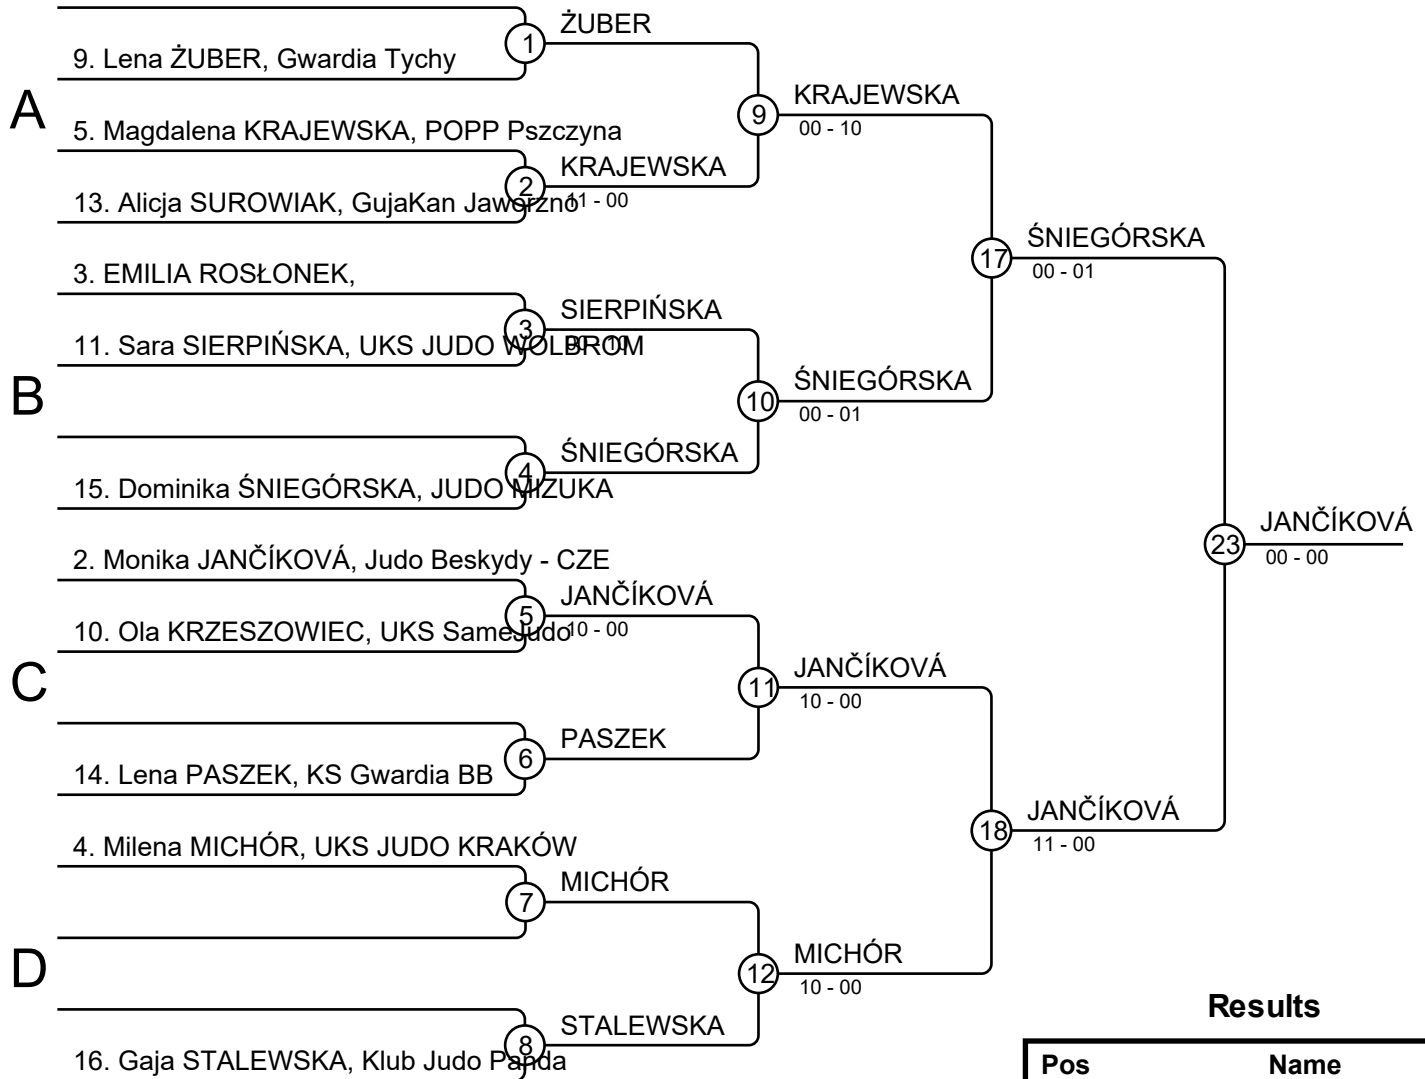 ŻUBER
1
9. Lena ŻUBER, Gwardia Tychy
A
KRAJEWSKA
9
00 - 10
5. Magdalena KRAJEWSKA, POPP Pszczyna
KRAJEWSKA
2
11 - 00
13. Alicja SUROWIAK, GujaKan Jaworzno
ŚNIEGÓRSKA
17
00 - 01
3. EMILIA ROSŁONEK,
SIERPIŃSKA
3
00 - 10
11. Sara SIERPIŃSKA, UKS JUDO WOLBROM
B
ŚNIEGÓRSKA
10
00 - 01
ŚNIEGÓRSKA
4
15. Dominika ŚNIEGÓRSKA, JUDO MIZUKA
JANČÍKOVÁ
23
00 - 00
2. Monika JANČÍKOVÁ, Judo Beskydy - CZE
JANČÍKOVÁ
5
10 - 00
10. Ola KRZESZOWIEC, UKS SameJudo
C
JANČÍKOVÁ
11
10 - 00
PASZEK
6
14. Lena PASZEK, KS Gwardia BB
JANČÍKOVÁ
18
11 - 00
4. Milena MICHÓR, UKS JUDO KRAKÓW
MICHÓR
7
D
MICHÓR
12
10 - 00
STALEWSKA
8
16. Gaja STALEWSKA, Klub Judo Panda
Results
Pos Name